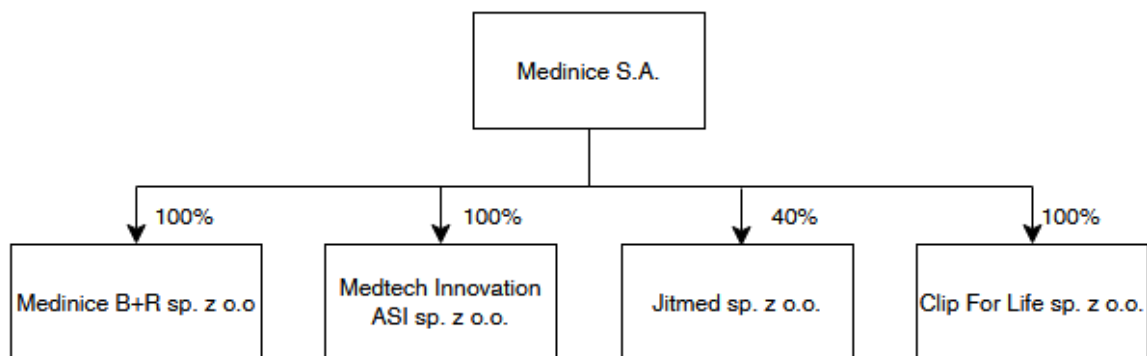 Medinice S.A.
100%
100%
40%
100%
Medinice B+R sp. z o.o
Medtech Innovation
ASI sp. z o.o.
Jitmed sp. z o.o.
Clip For Life sp. z o.o.